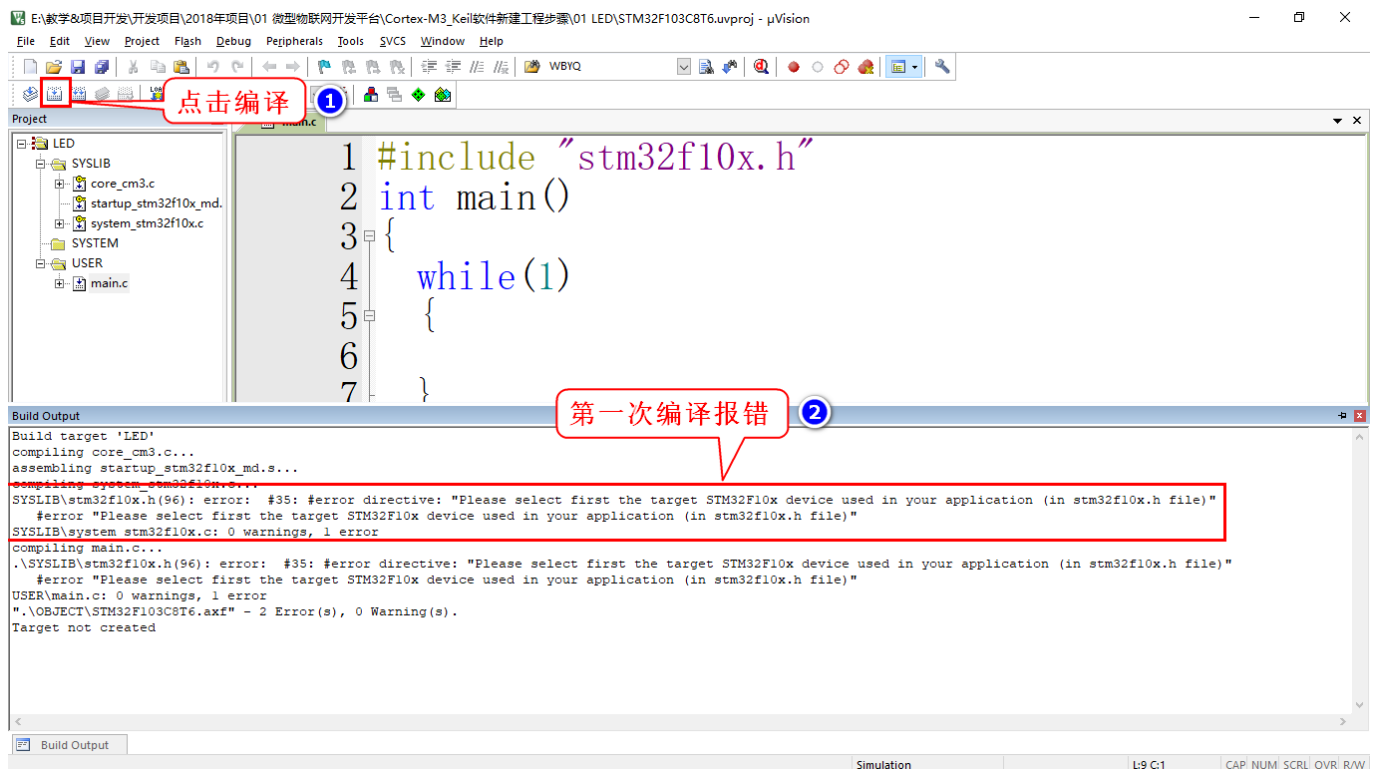 E:\教学&项目开发\开发项目\2018年项目\01 微型物联网开发平台\Cortex-M3_Keil软件新建工程步骤\01 LED\STM32F103C8T6.uvproj - µVision
File Edit View Project Flash Debug Peripherals Tools SVCS Window Help
WBYQ
点击编译 1
Project
main.c
LED
SYSLIB
core_cm3.c
startup_stm32f10x_md.
system_stm32f10x.c
SYSTEM
USER
main.c
1 #include "stm32f10x.h"
2 int main()
3 {
4 while(1)
5 {
6
7 }
第一次编译报错 2
Build Output
Build target 'LED'
compiling core_cm3.c...
assembling startup_stm32f10x_md.s...
compiling system_stm32f10x.c...
SYSLIB\stm32f10x.h(96): error: #35: #error directive: "Please select first the target STM32F10x device used in your application (in stm32f10x.h file)"
#error "Please select first the target STM32F10x device used in your application (in stm32f10x.h file)"
SYSLIB\system_stm32f10x.c: 0 warnings, 1 error
compiling main.c...
.\SYSLIB\stm32f10x.h(96): error: #35: #error directive: "Please select first the target STM32F10x device used in your application (in stm32f10x.h file)"
#error "Please select first the target STM32F10x device used in your application (in stm32f10x.h file)"
USER\main.c: 0 warnings, 1 error
".\OBJECT\STM32F103C8T6.axf" - 2 Error(s), 0 Warning(s).
Target not created
Build Output
Simulation L:9 C:1 CAP NUM SCRL OVR R/W